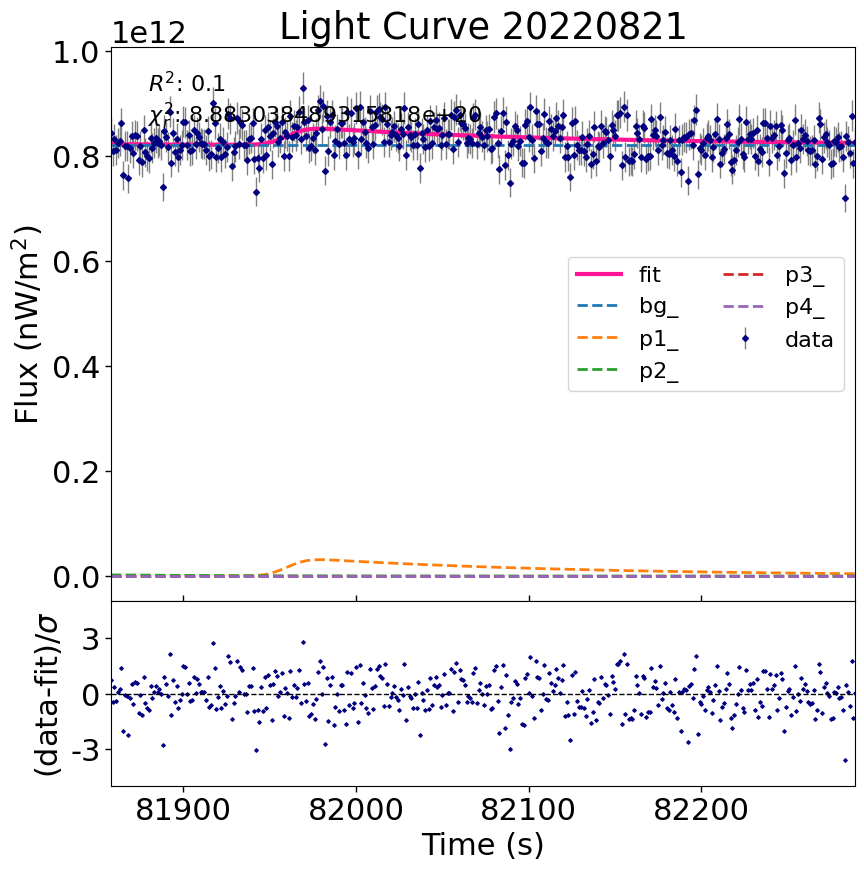 Light Curve 20220821
1e12
R²: 0.1
χ²: 8.883038489315818e+20
1.0
0.8
0.6
0.4
0.2
0.0
Flux (nW/m²)
fit
bg_
p1_
p2_
p3_
p4_
data
3
0
-3
(data-fit)/σ
81900
82000
82100
82200
Time (s)